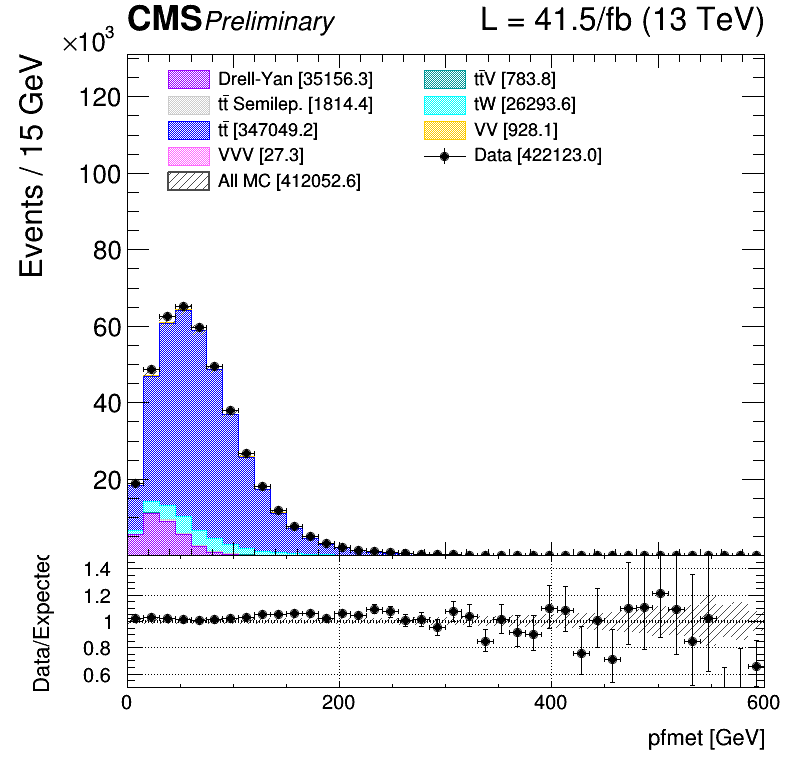 CMS Preliminary L = 41.5/fb (13 TeV)
×10³
Events / 15 GeV
Drell-Yan [35156.3]
tt̄ Semilep. [1814.4]
tt̄ [347049.2]
VVV [27.3]
All MC [412052.6]
tt̄V [783.8]
tW [26293.6]
VV [928.1]
Data [422123.0]
120
100
80
60
40
20
Data/Expected
1.4
1.2
1
0.8
0.6
0 200 400 600
pfmet [GeV]